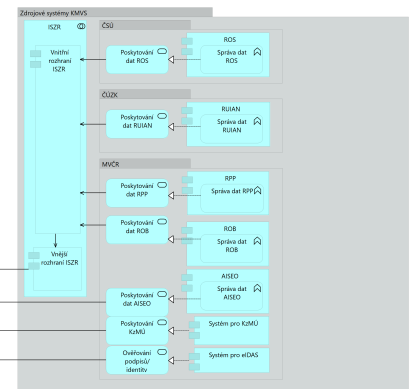 Zdrojové systémy KMVS
ISZR
Vnitřní
rozhraní
ISZR
Vnější
rozhraní ISZR
ČSÚ
Poskytování
dat ROS
ROS
Správa dat
ROS
ČÚZK
Poskytování
dat RUIAN
RUIAN
Správa dat
RUIAN
MVČR
Poskytování
dat RPP
RPP
Správa dat RPP
Poskytování
dat ROB
ROB
Správa dat
ROB
AISEO
Správa dat
AISEO
Poskytování
dat AISEO
Poskytování
KzMÚ
Systém pro KzMÚ
Ověřování
podpisů/
identity
Systém pro eIDAS